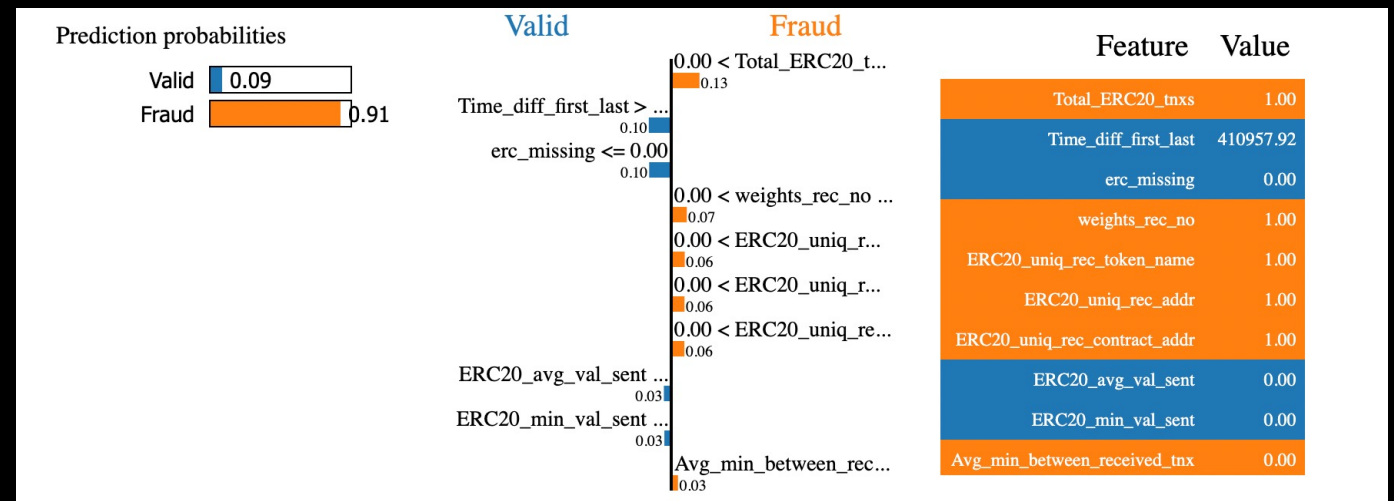 Prediction probabilities
Valid 0.09
Fraud 0.91
Valid Fraud
0.00 < Total_ERC20_t...
0.13
Time_diff_first_last > ...
0.10
erc_missing <= 0.00
0.10
0.00 < weights_rec_no ...
0.07
0.00 < ERC20_uniq_r...
0.06
0.00 < ERC20_uniq_r...
0.06
0.00 < ERC20_uniq_re...
0.06
ERC20_avg_val_sent ...
0.03
ERC20_min_val_sent ...
0.03
Avg_min_between_rec...
0.03
Feature Value
Total_ERC20_tnxs 1.00
Time_diff_first_last 410957.92
erc_missing 0.00
weights_rec_no 1.00
ERC20_uniq_rec_token_name 1.00
ERC20_uniq_rec_addr 1.00
ERC20_uniq_rec_contract_addr 1.00
ERC20_avg_val_sent 0.00
ERC20_min_val_sent 0.00
Avg_min_between_received_tnx 0.00